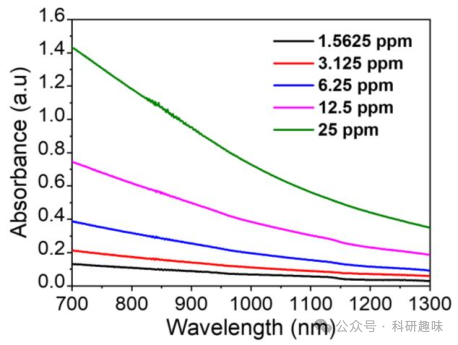 1.6
1.4
1.2
1.0
0.8
0.6
0.4
0.2
0.0
Absorbance (a.u)
1.5625 ppm
3.125 ppm
6.25 ppm
12.5 ppm
25 ppm
700 800 900 1000 1100 1200 1300
Wavelength (nm)
公众号 · 科研趣味